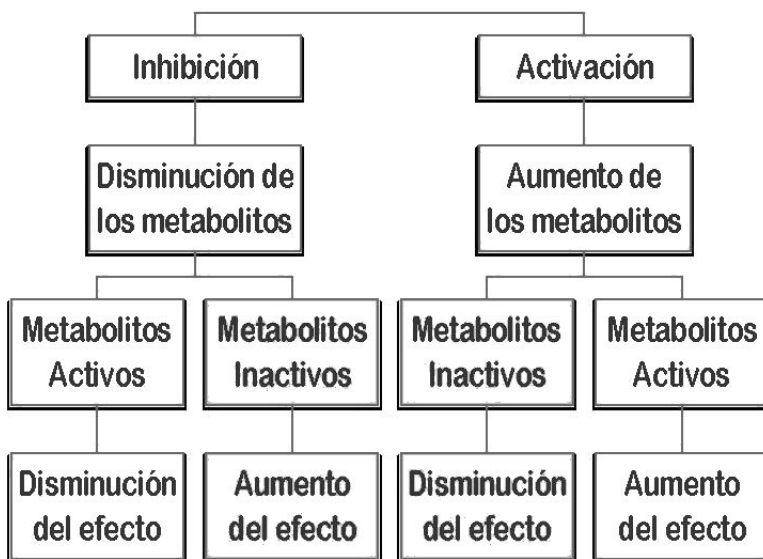 Inhibición
Activación
Disminución de
los metabolitos
Aumento de
los metabolitos
Metabolitos
Activos
Metabolitos
Inactivos
Metabolitos
Inactivos
Metabolitos
Activos
Disminución
del efecto
Aumento
del efecto
Disminución
del efecto
Aumento
del efecto